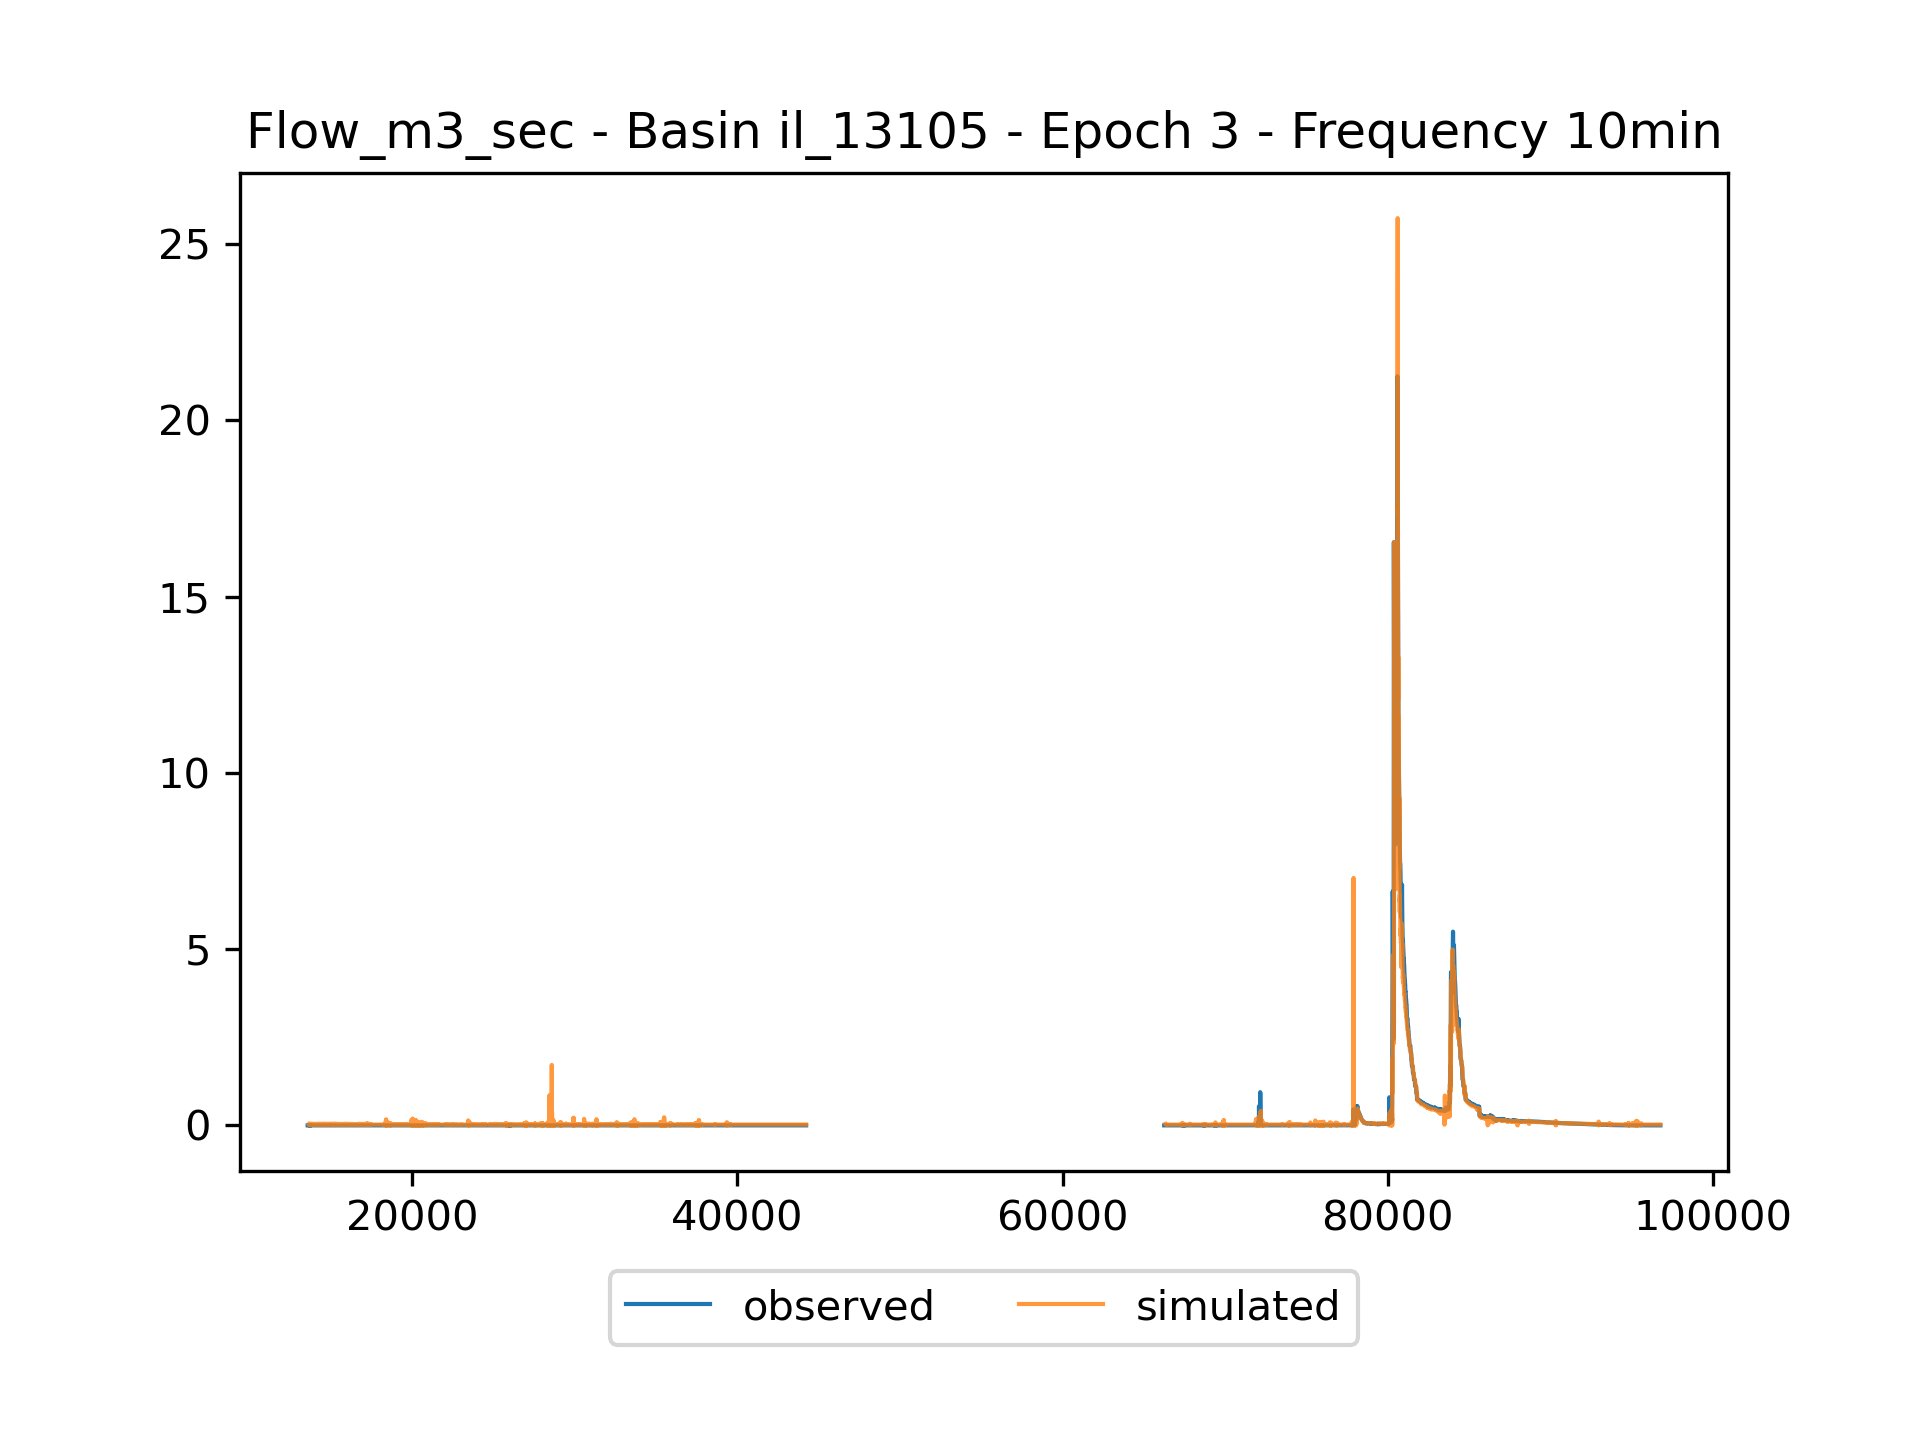 Flow_m3_sec - Basin il_13105 - Epoch 3 - Frequency 10min
25
20
15
10
5
0
20000 40000 60000 80000 100000
observed simulated